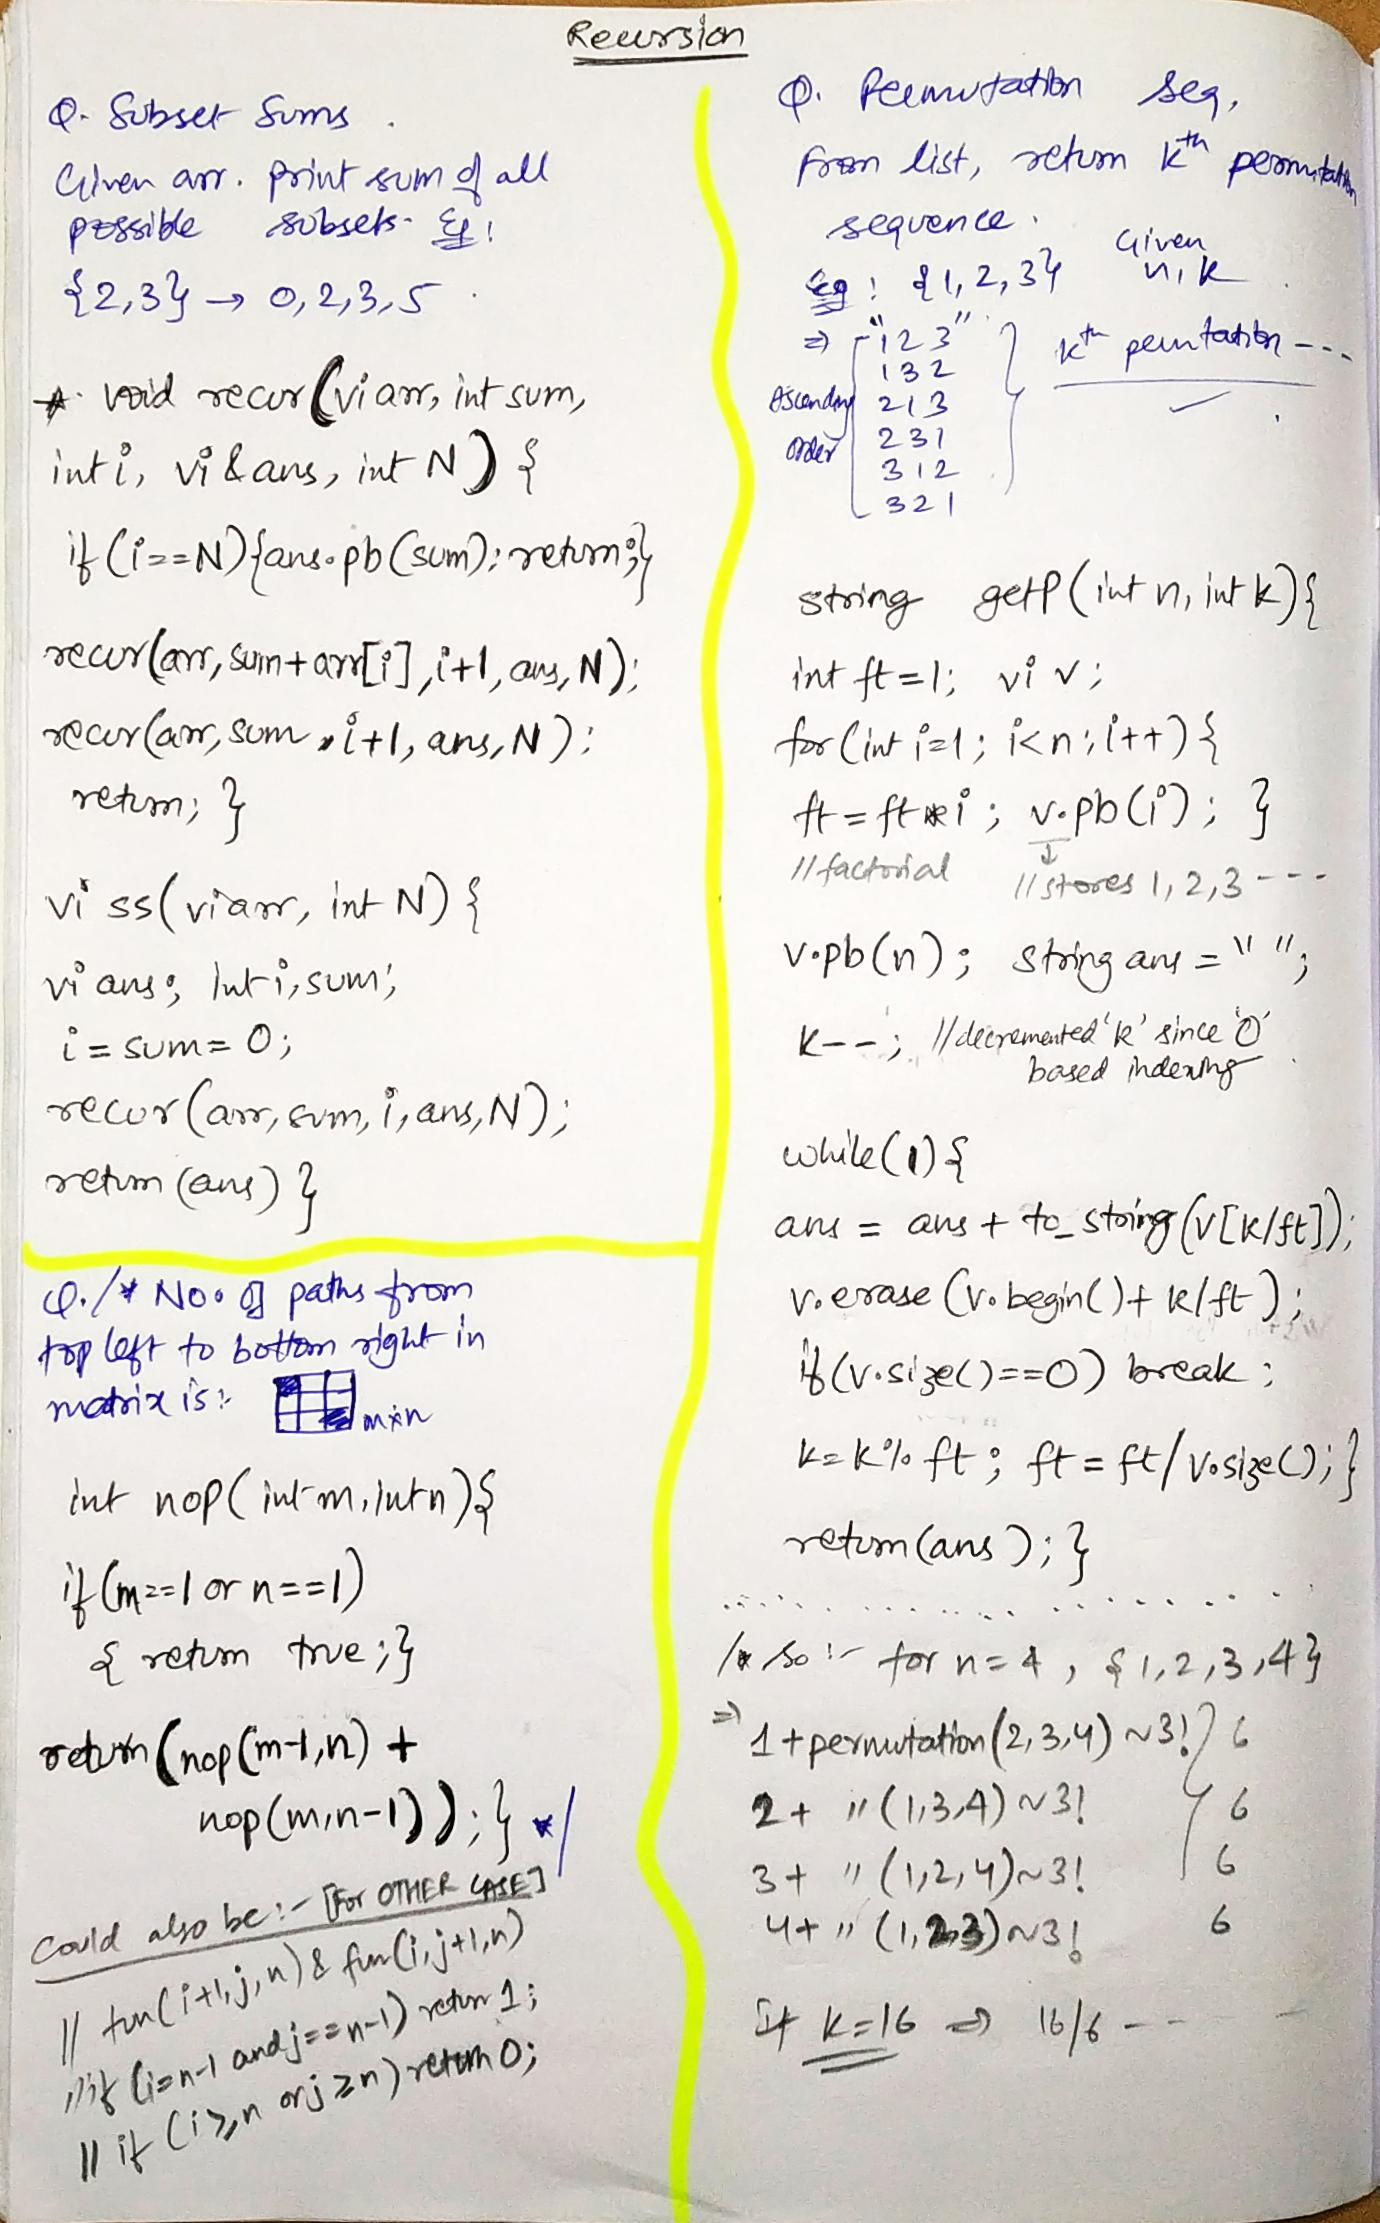 Recursion
Q. Subset Sums.
Given arr. print sum of all
possible subsets. Eg:
{2,3} → 0,2,3,5.
*. void recur(vi arr, int sum,
int i, vi &ans, int N) {
if (i==N){ans.pb(sum); return;}
recur(arr, sum+arr[i], i+1, ans, N);
recur(arr, sum, i+1, ans, N);
return; }
vi ss(vi arr, int N) {
vi ans; int i, sum;
i = sum = 0;
recur(arr, sum, i, ans, N);
return (ans) }
Q. /* No. of paths from
top left to bottom right in
matrix is:-
m×n
int nop(int m, int n){
if (m==1 or n==1)
{ return true;}
return (nop(m-1,n) +
nop(m,n-1)); } */
Could also be:- [For OTHER CASE]
// fun(i+1,j,n) & fun(i,j+1,n)
// if (i=n-1 and j==n-1) return 1;
// if (i>,n or j≥n) return 0;
Q. Permutation Seq.
From list, return kth permutation
sequence.
Given
Eg: {1,2,3} n, k
⇒ "123" } kth permutation ---
132
Ascending 213
order 231
312
321
string getP(int n, int k){
int ft=1; vi v;
for(int i=1; i<n; i++){
ft = ft*i; v.pb(i); }
//factorial //stores 1,2,3---
v.pb(n); string ans = " ";
k--; //decremented 'k' since '0'
based indexing
while(1){
ans = ans + to_string(v[k/ft]);
v.erase(v.begin()+k/ft);
if(v.size()==0) break;
k=k%ft; ft=ft/v.size();}
return(ans);}
/* So:- for n=4, {1,2,3,4}
⇒ 1+permutation(2,3,4) ~3! } 6
2+ " (1,3,4) ~3! 6
3+ " (1,2,4) ~3! 6
4+ " (1,2,3) ~3! 6
If k=16 ⇒ 16/6 ---